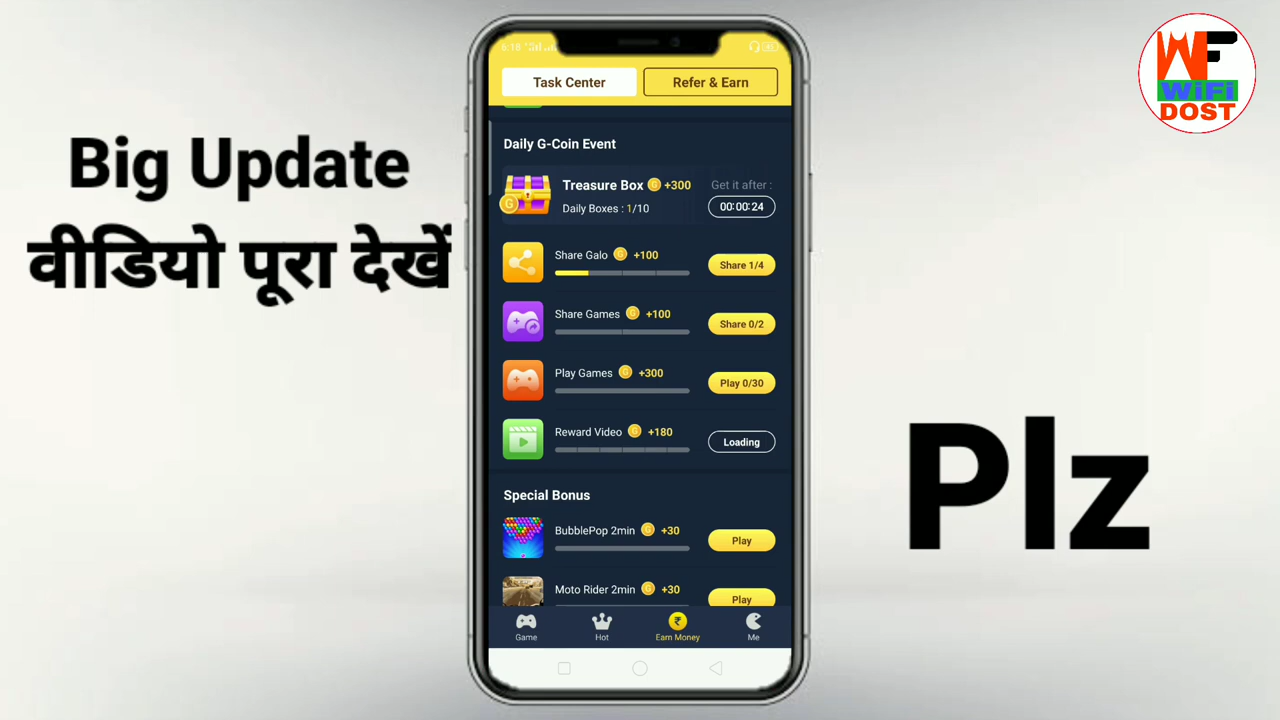 Big Update
वीडियो पूरा देखें
Plz
WF
WiFi
DOST
6:18
Task Center
Refer & Earn
Daily G-Coin Event
Treasure Box G +300
Get it after :
Daily Boxes : 1/10
00:00:24
G
Share Galo G +100
Share 1/4
Share Games G +100
Share 0/2
Play Games G +300
Play 0/30
Reward Video G +180
Loading
Special Bonus
BubblePop 2min G +30
Play
Moto Rider 2min G +30
Play
Game
Hot
₹
Earn Money
Me